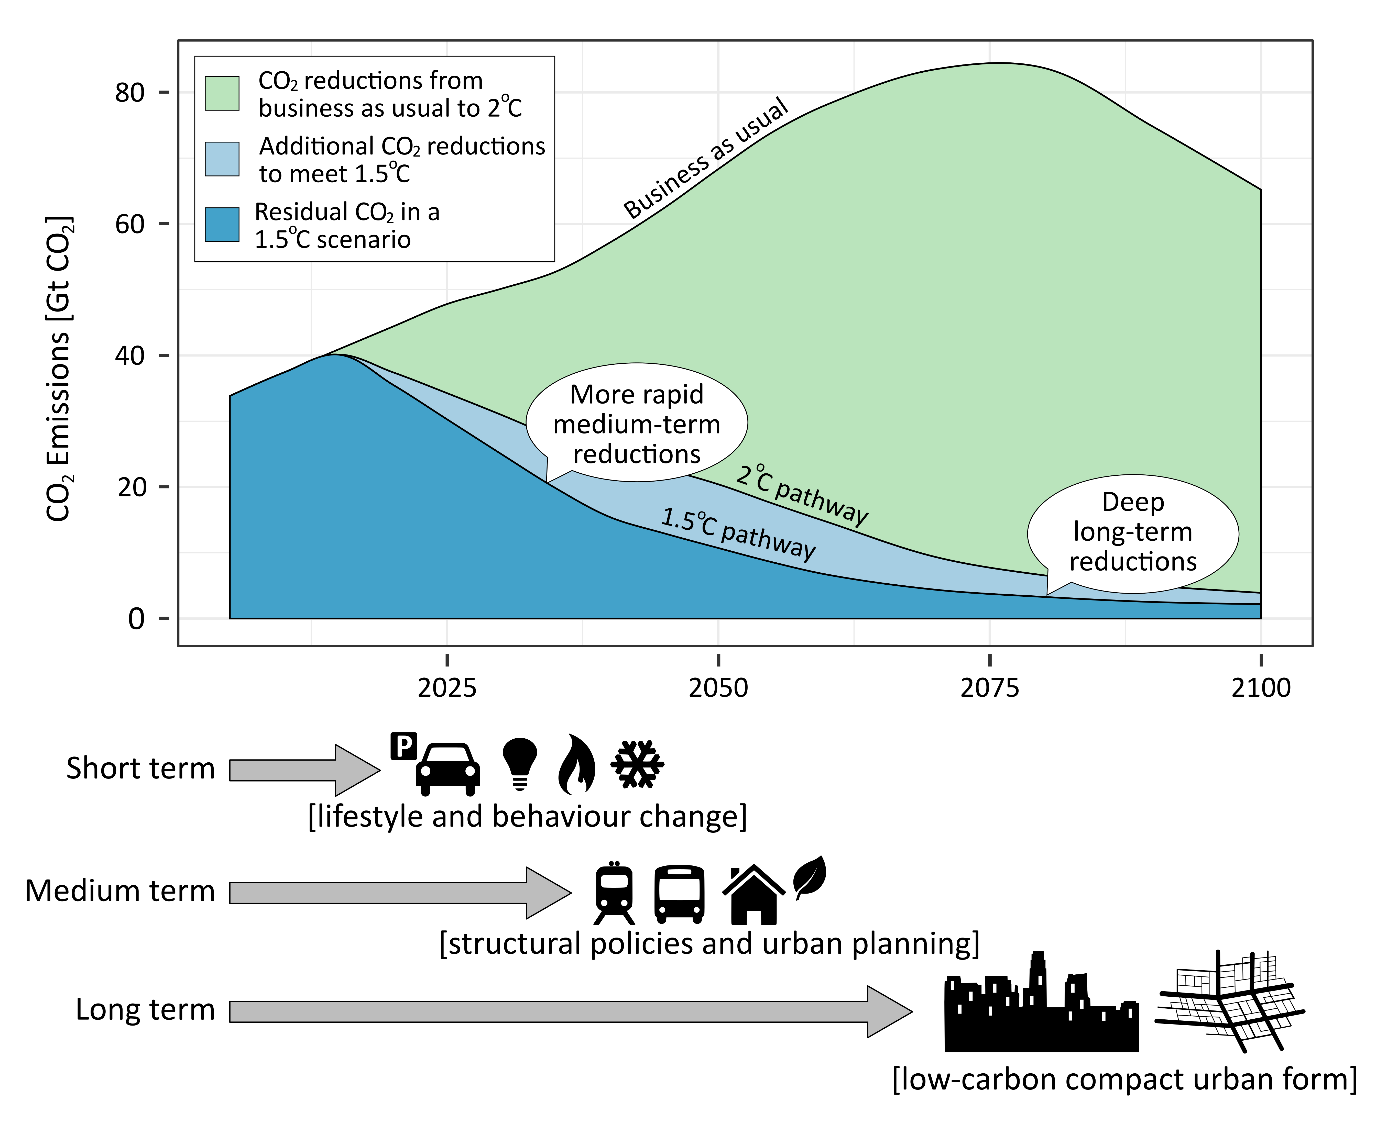 CO₂ reductions from
business as usual to 2°C
Additional CO₂ reductions
to meet 1.5°C
Residual CO₂ in a
1.5°C scenario
CO₂ Emissions [Gt CO₂]
80
60
40
20
0
Business as usual
More rapid
medium-term
reductions
2°C pathway
1.5°C pathway
Deep
long-term
reductions
2025
2050
2075
2100
Short term
P
[lifestyle and behaviour change]
Medium term
[structural policies and urban planning]
Long term
[low-carbon compact urban form]